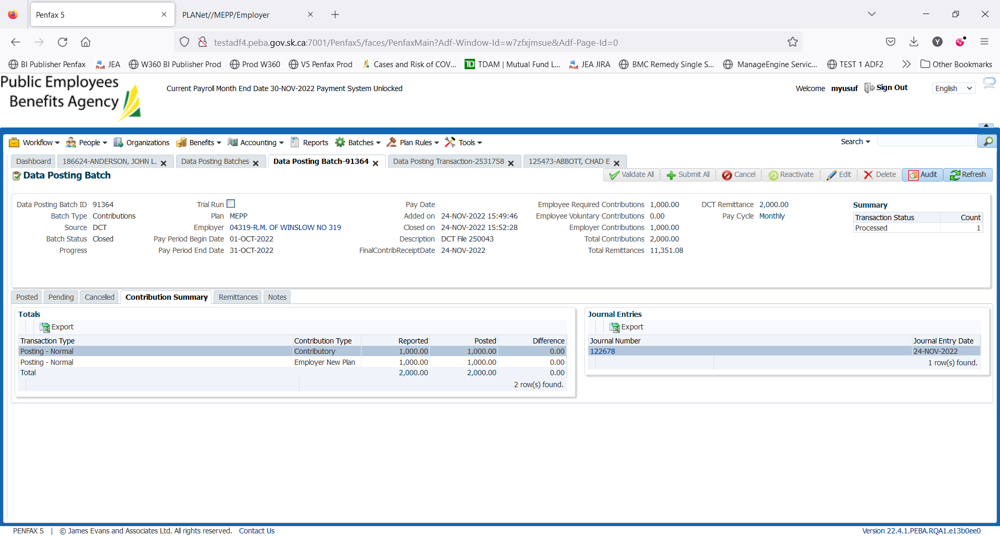 Penfax 5
PLANet//MEPP/Employer
testadf4.peba.gov.sk.ca:7001/Penfax5/faces/PenfaxMain?Adf-Window-Id=w7zfxjmsue&Adf-Page-Id=0
Y
BI Publisher Penfax
Prod JEA
W360 BI Publisher Prod
Prod W360
V5 Penfax Prod
Cases and Risk of COV...
TD TDAM | Mutual Fund L...
Prod JEA JIRA
BMC Remedy Single S...
ManageEngine Servic...
TEST 1 ADF2
Other Bookmarks
Public Employees
Benefits Agency
Current Payroll Month End Date 30-NOV-2022 Payment System Unlocked
Welcome myusuf Sign Out English
Workflow People Organizations Benefits Accounting Reports Batches Plan Rules Tools Search
Dashboard 186624-ANDERSON, JOHN L. Data Posting Batches Data Posting Batch-91364 Data Posting Transaction-2531758 125473-ABBOTT, CHAD E
Data Posting Batch
Validate All Submit All Cancel Reactivate Edit Delete Audit Refresh
Data Posting Batch ID 91364
Batch Type Contributions
Source DCT
Batch Status Closed
Progress
Trial Run
Plan MEPP
Employer 04319-R.M. OF WINSLOW NO 319
Pay Period Begin Date 01-OCT-2022
Pay Period End Date 31-OCT-2022
Pay Date
Added on 24-NOV-2022 15:49:46
Closed on 24-NOV-2022 15:52:28
Description DCT File 250043
FinalContribReceiptDate 24-NOV-2022
Employee Required Contributions 1,000.00
Employee Voluntary Contributions 0.00
Employer Contributions 1,000.00
Total Contributions 2,000.00
Total Remittances 11,351.08
DCT Remittance 2,000.00
Pay Cycle Monthly
Summary
Transaction Status Count
Processed 1
Posted Pending Cancelled Contribution Summary Remittances Notes
Totals
Export
Transaction Type Contribution Type Reported Posted Difference
Posting - Normal Contributory 1,000.00 1,000.00 0.00
Posting - Normal Employer New Plan 1,000.00 1,000.00 0.00
Total 2,000.00 2,000.00 0.00
2 row(s) found.
Journal Entries
Export
Journal Number Journal Entry Date
122678 24-NOV-2022
1 row(s) found.
PENFAX 5 | © James Evans and Associates Ltd. All rights reserved. Contact Us
Version 22.4.1.PEBA.RQA1.e13b0ee0